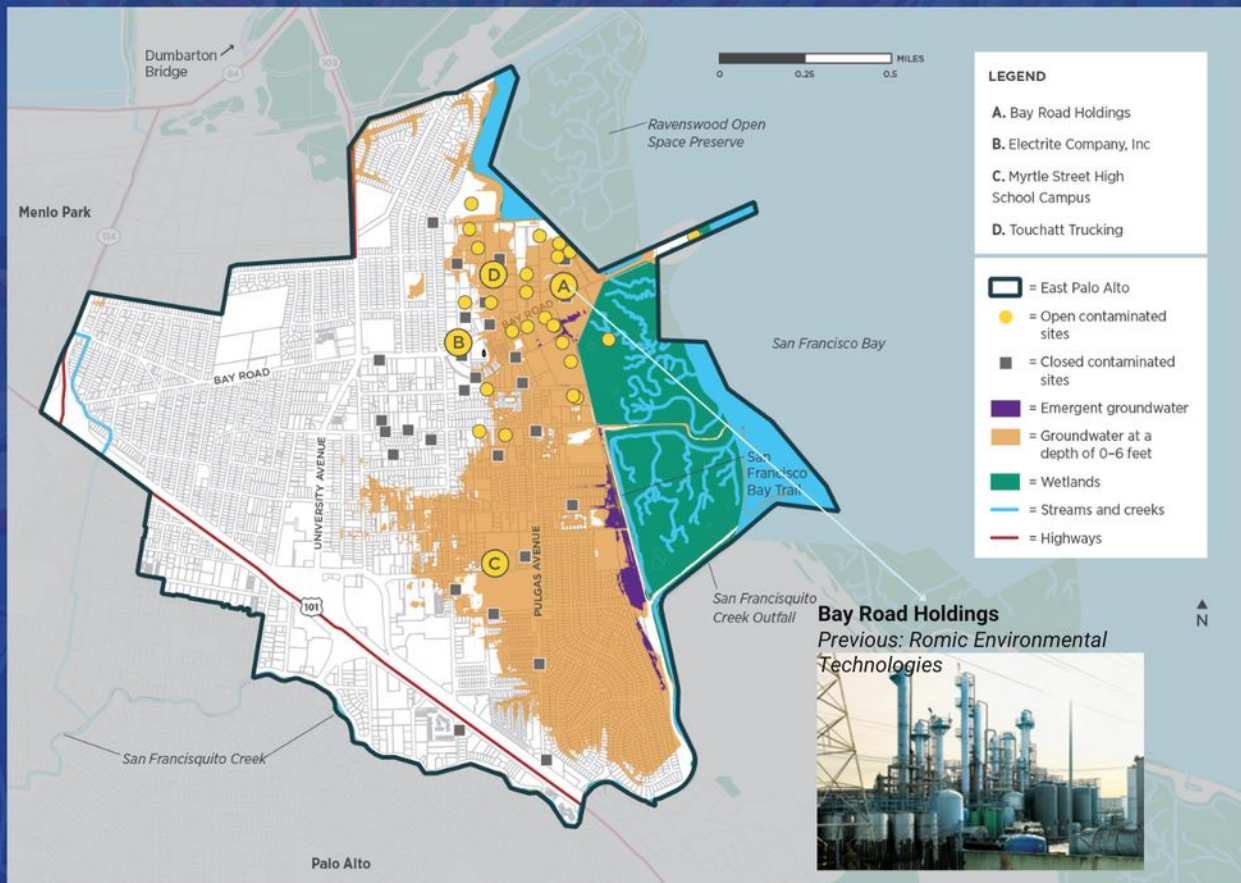 Dumbarton
Bridge
84
109
MILES
0
0.25
0.5
Ravenswood Open
Space Preserve
Menlo Park
114
D
A
BAY ROAD
B
BAY ROAD
San Francisco Bay
UNIVERSITY AVENUE
San
Francisco
Bay Trail
PULGAS AVENUE
C
101
San Francisquito
Creek Outfall
San Francisquito Creek
Palo Alto
LEGEND
A. Bay Road Holdings
B. Electrite Company, Inc
C. Myrtle Street High
School Campus
D. Touchatt Trucking
= East Palo Alto
= Open contaminated
sites
= Closed contaminated
sites
= Emergent groundwater
= Groundwater at a
depth of 0–6 feet
= Wetlands
= Streams and creeks
= Highways
N
Bay Road Holdings
Previous: Romic Environmental
Technologies